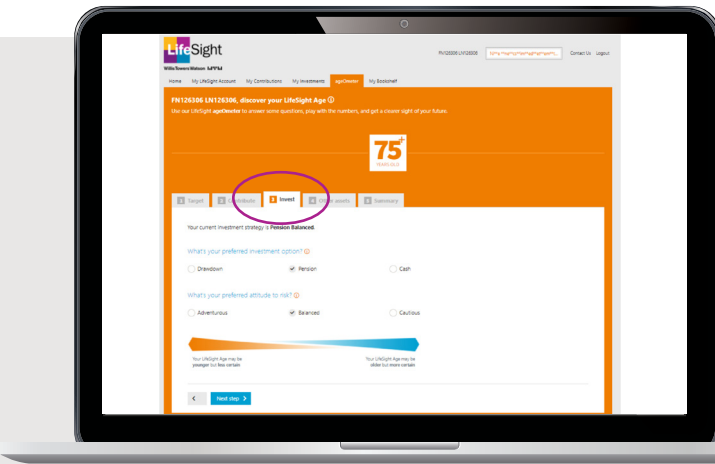 LifeSight
Willis Towers Watson
FN126306 LN126306
Contact Us Logout
Home My LifeSight Account My Contributions My Investments ageOmeter My Bookshelf
FN126306 LN126306, discover your LifeSight Age
Use our LifeSight ageOmeter to answer some questions, play with the numbers, and get a clearer sight of your future.
75+
YEARS OLD
1 Target 2 Contribute 3 Invest 4 Other assets 5 Summary
Your current investment strategy is Pension Balanced.
What's your preferred investment option?
Drawdown Pension Cash
What's your preferred attitude to risk?
Adventurous Balanced Cautious
Your LifeSight Age may be
younger but less certain
Your LifeSight Age may be
older but more certain
Next step